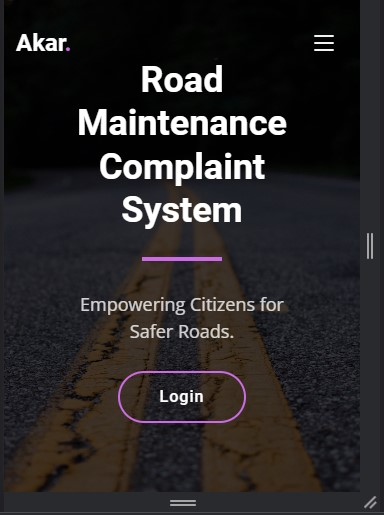 Akar.
Road
Maintenance
Complaint
System
Empowering Citizens for
Safer Roads.
Login